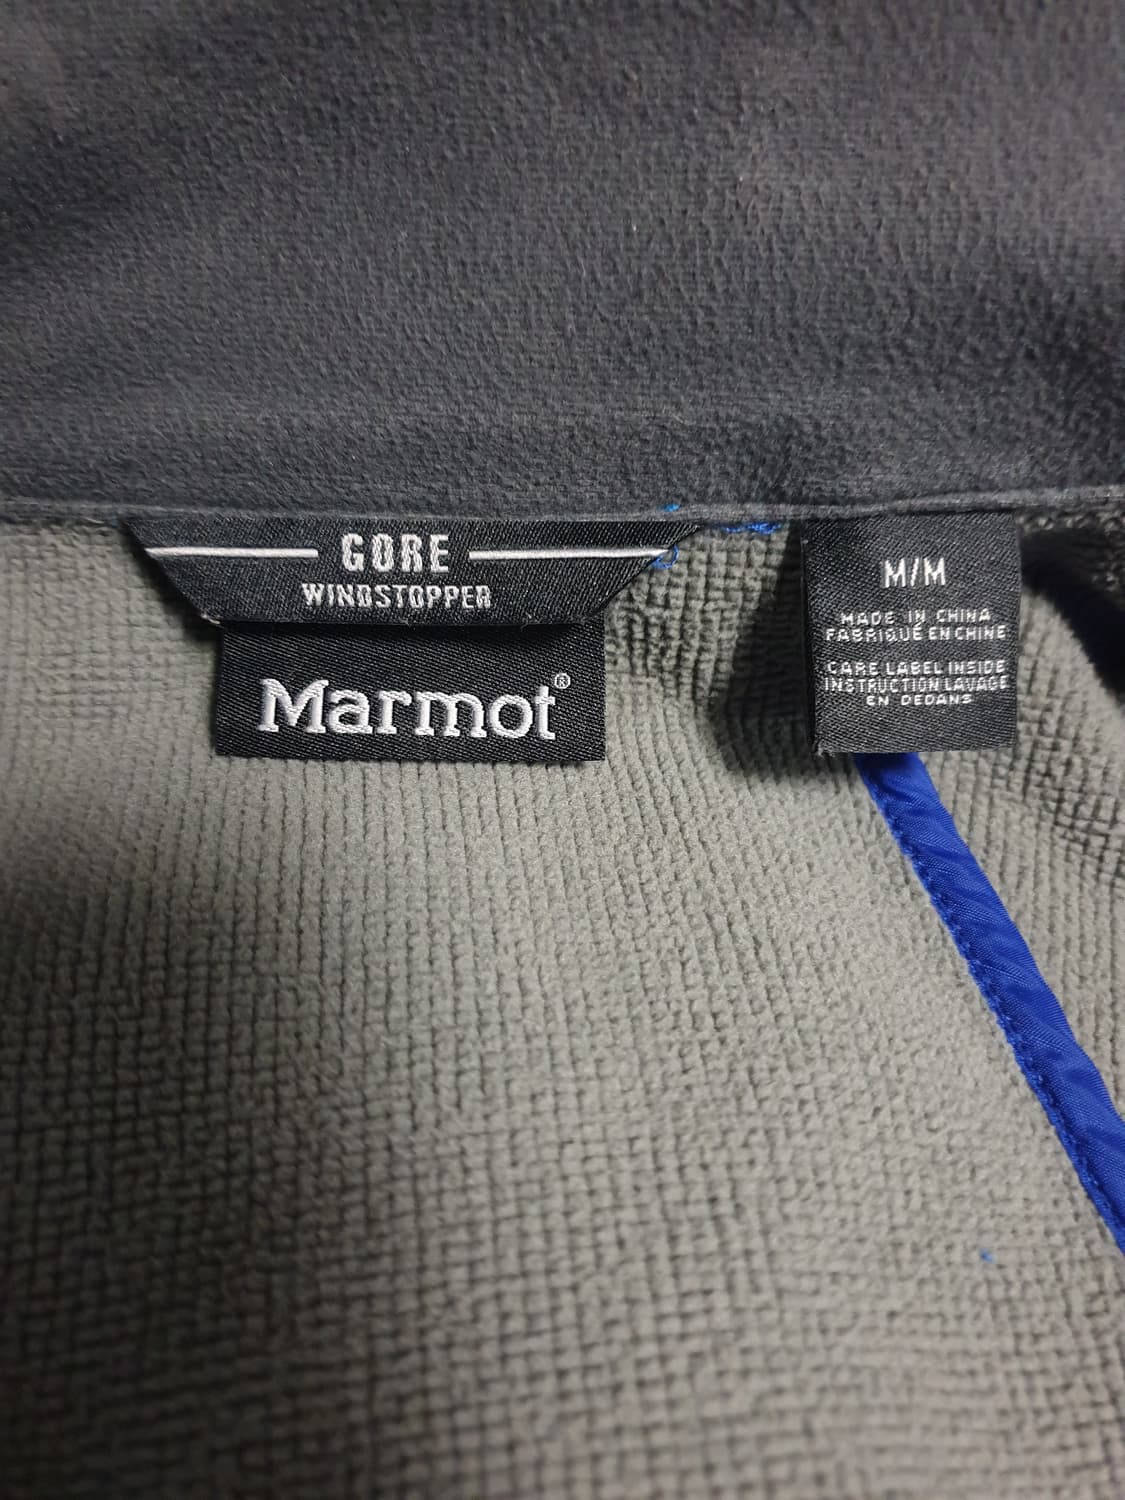 GORE
WINDSTOPPER
Marmot®
M/M
MADE IN CHINA
FABRIQUÉ EN CHINE
CARE LABEL INSIDE
INSTRUCTION LAVAGE
EN DEDANS